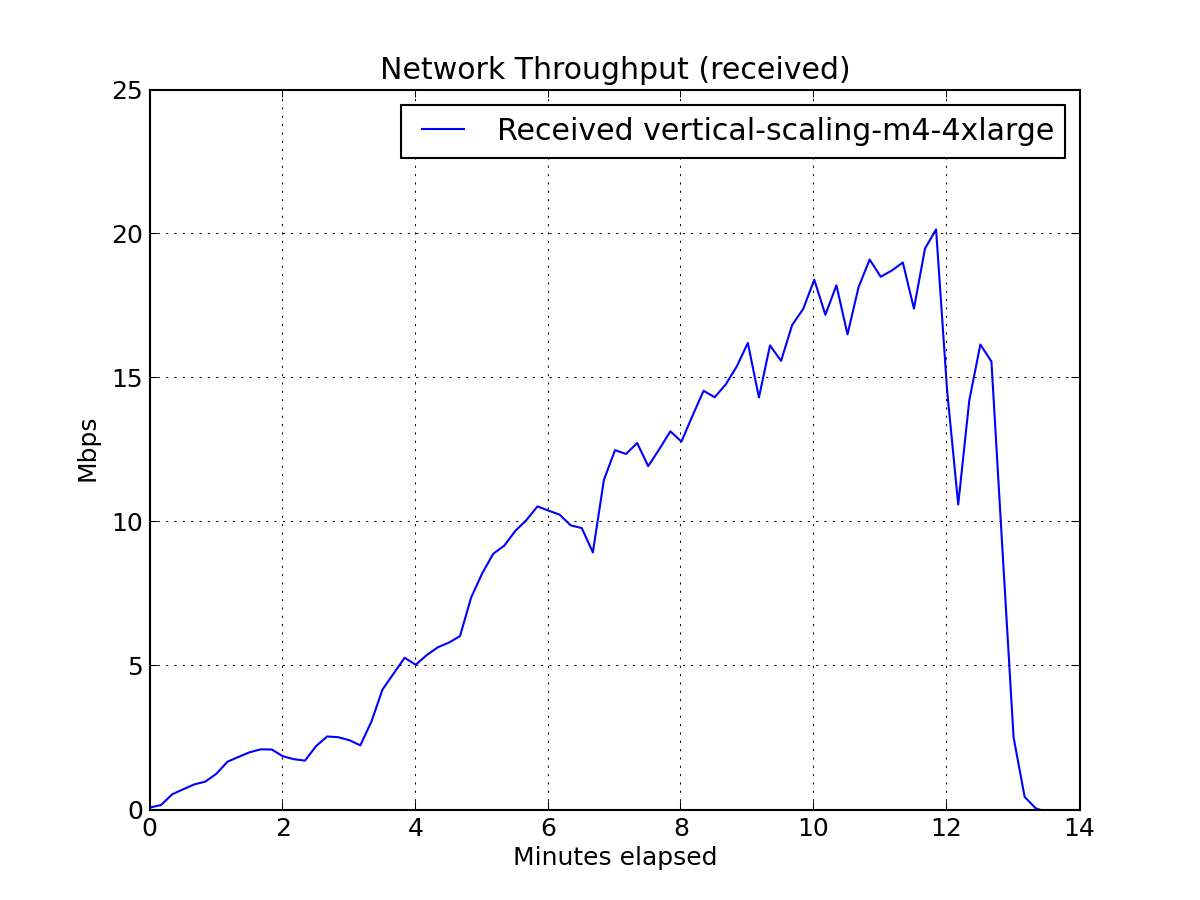 Network Throughput (received)
Received vertical-scaling-m4-4xlarge
25
20
15
10
5
0
Mbps
0 2 4 6 8 10 12 14
Minutes elapsed